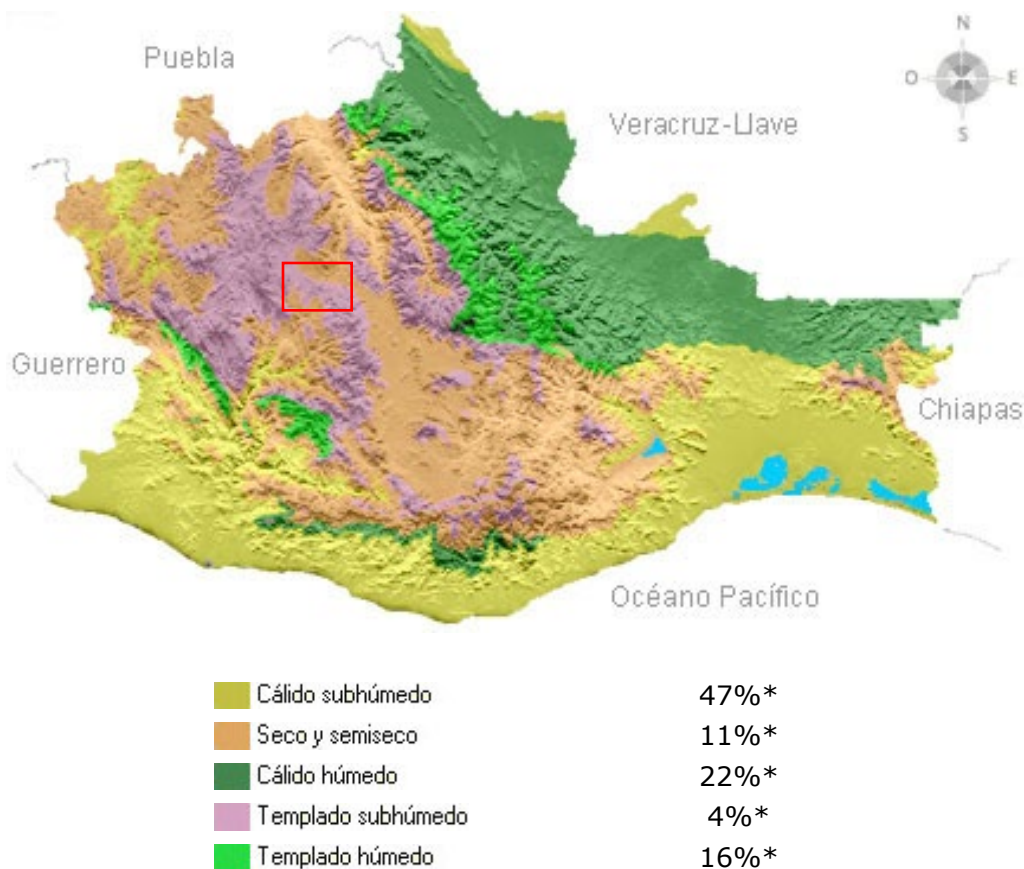 N
Puebla
O
E
Veracruz-Llave
S
Guerrero
Chiapas
Océano Pacífico
Cálido subhúmedo 47%*
Seco y semiseco 11%*
Cálido húmedo 22%*
Templado subhúmedo 4%*
Templado húmedo 16%*